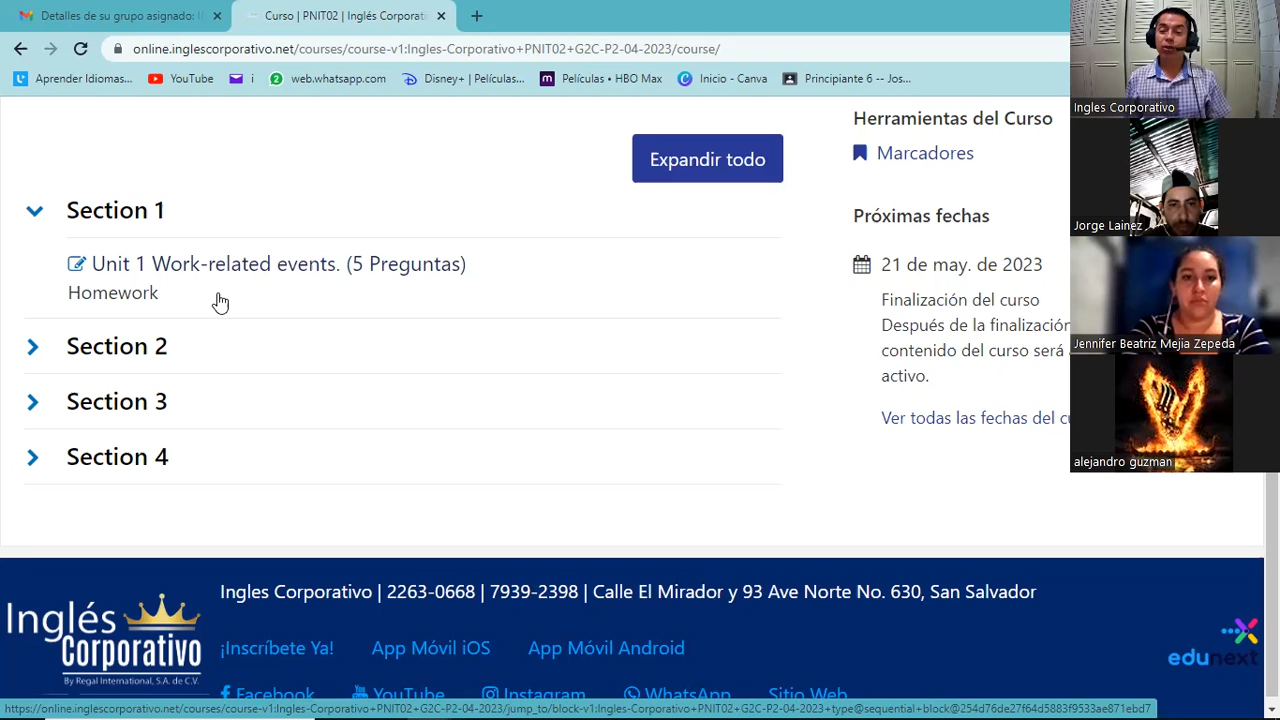 Detalles de su grupo asignado: I
Curso | PNIT02 | Inglés Corporati
online.inglescorporativo.net/courses/course-v1:Ingles-Corporativo+PNIT02+G2C-P2-04-2023/course/
Aprender Idiomas...
YouTube
i
web.whatsapp.com
Disney+ | Películas...
Películas • HBO Max
Inicio - Canva
Principiante 6 -- Jos...
Ingles Corporativo
Expandir todo
Herramientas del Curso
Marcadores
Section 1
Próximas fechas
Jorge Lainez
Unit 1 Work-related events. (5 Preguntas)
21 de may. de 2023
Homework
Finalización del curso
Después de la finalización
contenido del curso será
activo.
Section 2
Jennifer Beatriz Mejia Zepeda
Section 3
Ver todas las fechas del cu
Section 4
alejandro guzman
Inglés
Corporativo
By Regal International, S.A. de C.V.
Ingles Corporativo | 2263-0668 | 7939-2398 | Calle El Mirador y 93 Ave Norte No. 630, San Salvador
¡Inscríbete Ya!
App Móvil iOS
App Móvil Android
edunext
Facebook
YouTube
Instagram
WhatsApp
Sitio Web
https://online.inglescorporativo.net/courses/course-v1:Ingles-Corporativo+PNIT02+G2C-P2-04-2023/jump_to/block-v1:Ingles-Corporativo+PNIT02+G2C-P2-04-2023+type@sequential+block@254d76de27f64d5883f9533ae871ebd7